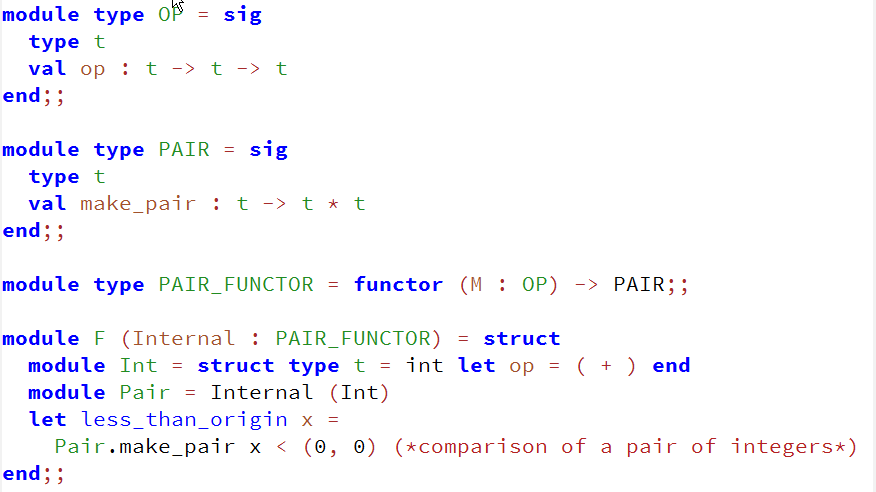 module type OP = sig
type t
val op : t -> t -> t
end;;
module type PAIR = sig
type t
val make_pair : t -> t * t
end;;
module type PAIR_FUNCTOR = functor (M : OP) -> PAIR;;
module F (Internal : PAIR_FUNCTOR) = struct
module Int = struct type t = int let op = ( + ) end
module Pair = Internal (Int)
let less_than_origin x =
Pair.make_pair x < (0, 0) (*comparison of a pair of integers*)
end;;